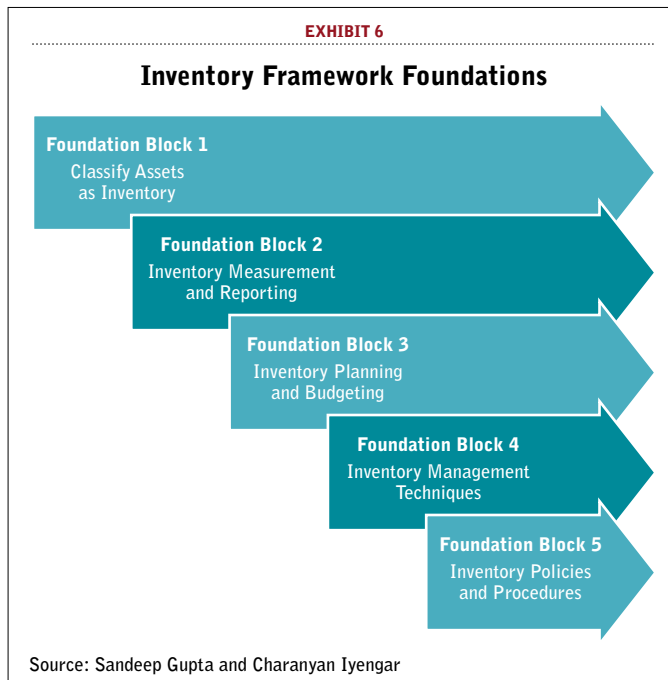 EXHIBIT 6
Inventory Framework Foundations
Foundation Block 1
Classify Assets
as Inventory
Foundation Block 2
Inventory Measurement
and Reporting
Foundation Block 3
Inventory Planning
and Budgeting
Foundation Block 4
Inventory Management
Techniques
Foundation Block 5
Inventory Policies
and Procedures
Source: Sandeep Gupta and Charanyan Iyengar